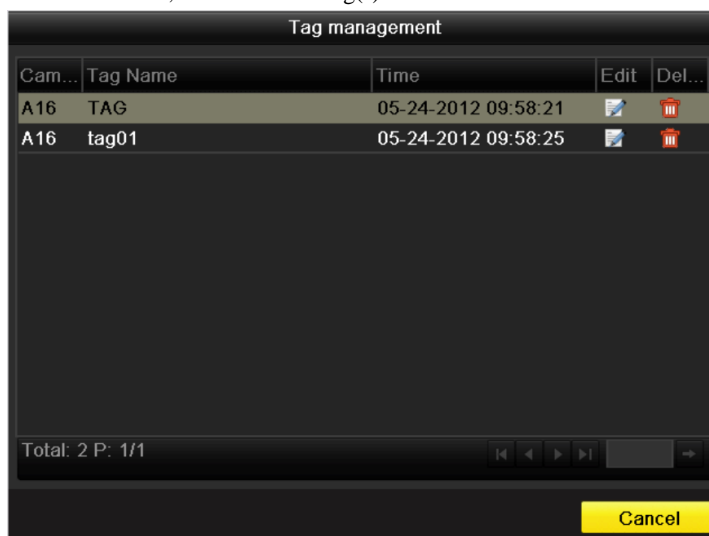 Tag management
Cam... Tag Name Time Edit Del...
A16 TAG 05-24-2012 09:58:21
A16 tag01 05-24-2012 09:58:25
Total: 2 P: 1/1
Cancel